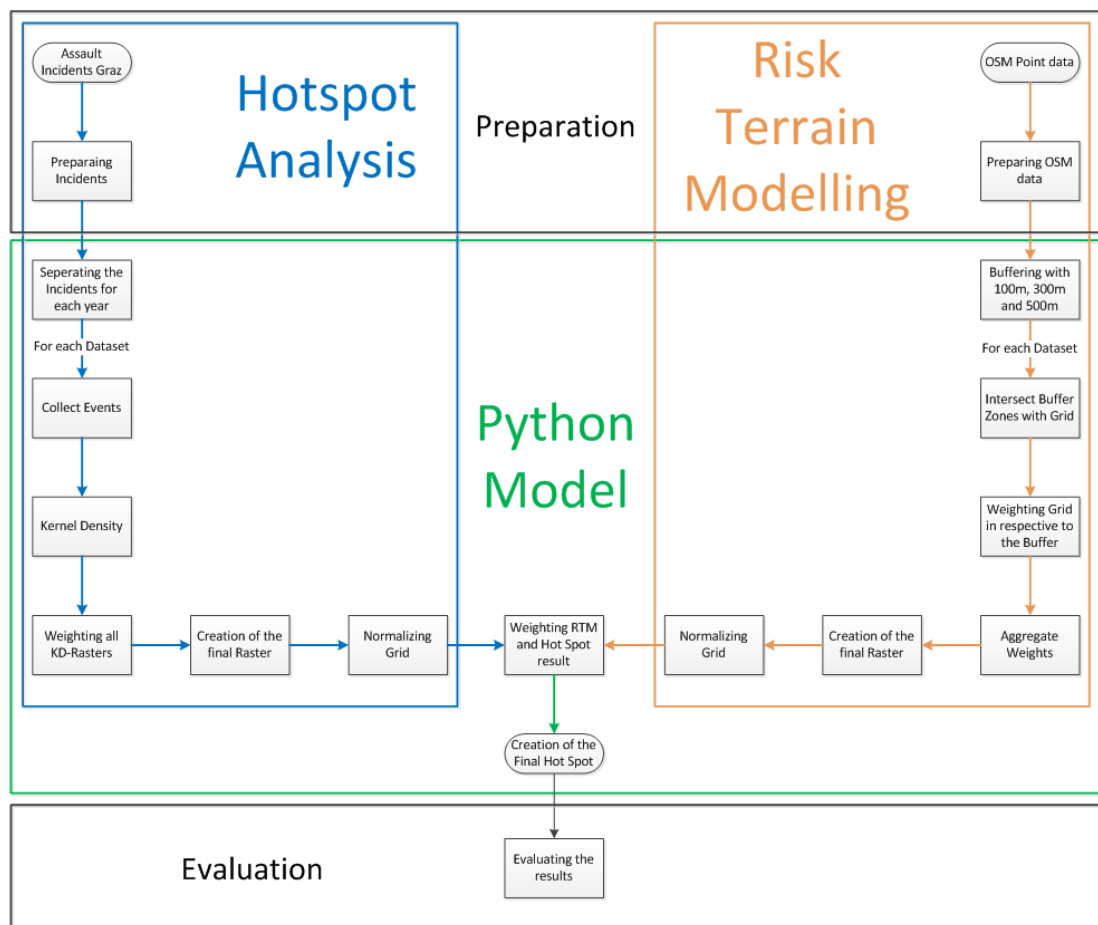 Assault
Incidents Graz
Hotspot
Analysis
Preparaing
Incidents
Preparation
Risk
Terrain
Modelling
OSM Point data
Preparing OSM
data
Seperating the
Incidents for
each year
For each Dataset
Collect Events
Kernel Density
Weighting all
KD-Rasters
Creation of the
final Raster
Normalizing
Grid
Python
Model
Buffering with
100m, 300m
and 500m
For each Dataset
Intersect Buffer
Zones with Grid
Weighting Grid
in respective to
the Buffer
Aggregate
Weights
Creation of the
final Raster
Normalizing
Grid
Weighting RTM
and Hot Spot
result
Creation of the
Final Hot Spot
Evaluation
Evaluating the
results